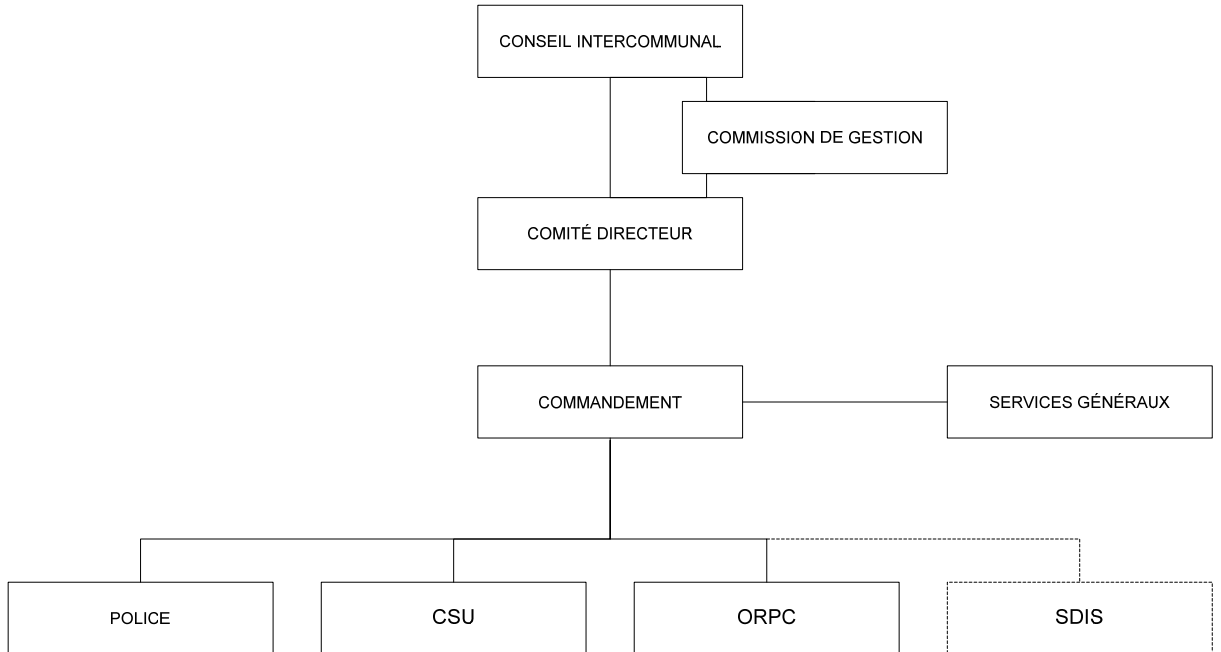 CONSEIL INTERCOMMUNAL
COMMISSION DE GESTION
COMITÉ DIRECTEUR
COMMANDEMENT
SERVICES GÉNÉRAUX
POLICE
CSU
ORPC
SDIS